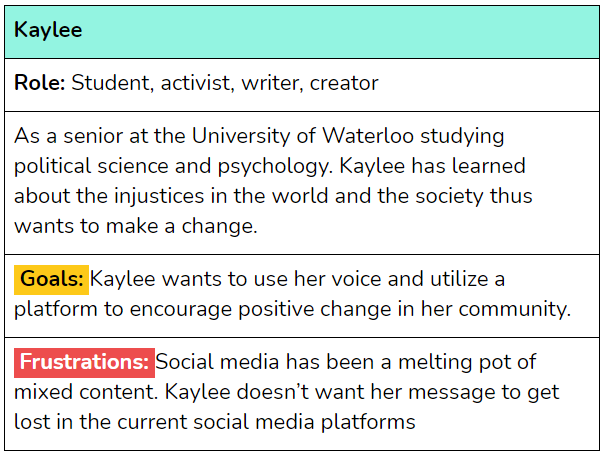 Kaylee
Role: Student, activist, writer, creator
As a senior at the University of Waterloo studying
political science and psychology. Kaylee has learned
about the injustices in the world and the society thus
wants to make a change.
Goals: Kaylee wants to use her voice and utilize a
platform to encourage positive change in her community.
Frustrations: Social media has been a melting pot of
mixed content. Kaylee doesn’t want her message to get
lost in the current social media platforms